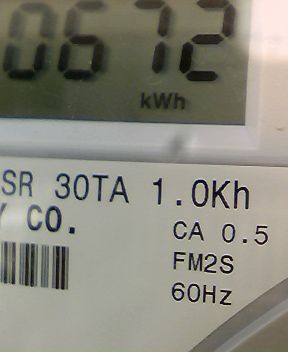 0672
kWh
SR 30TA 1.0Kh
Y CO.
CA 0.5
FM2S
60Hz